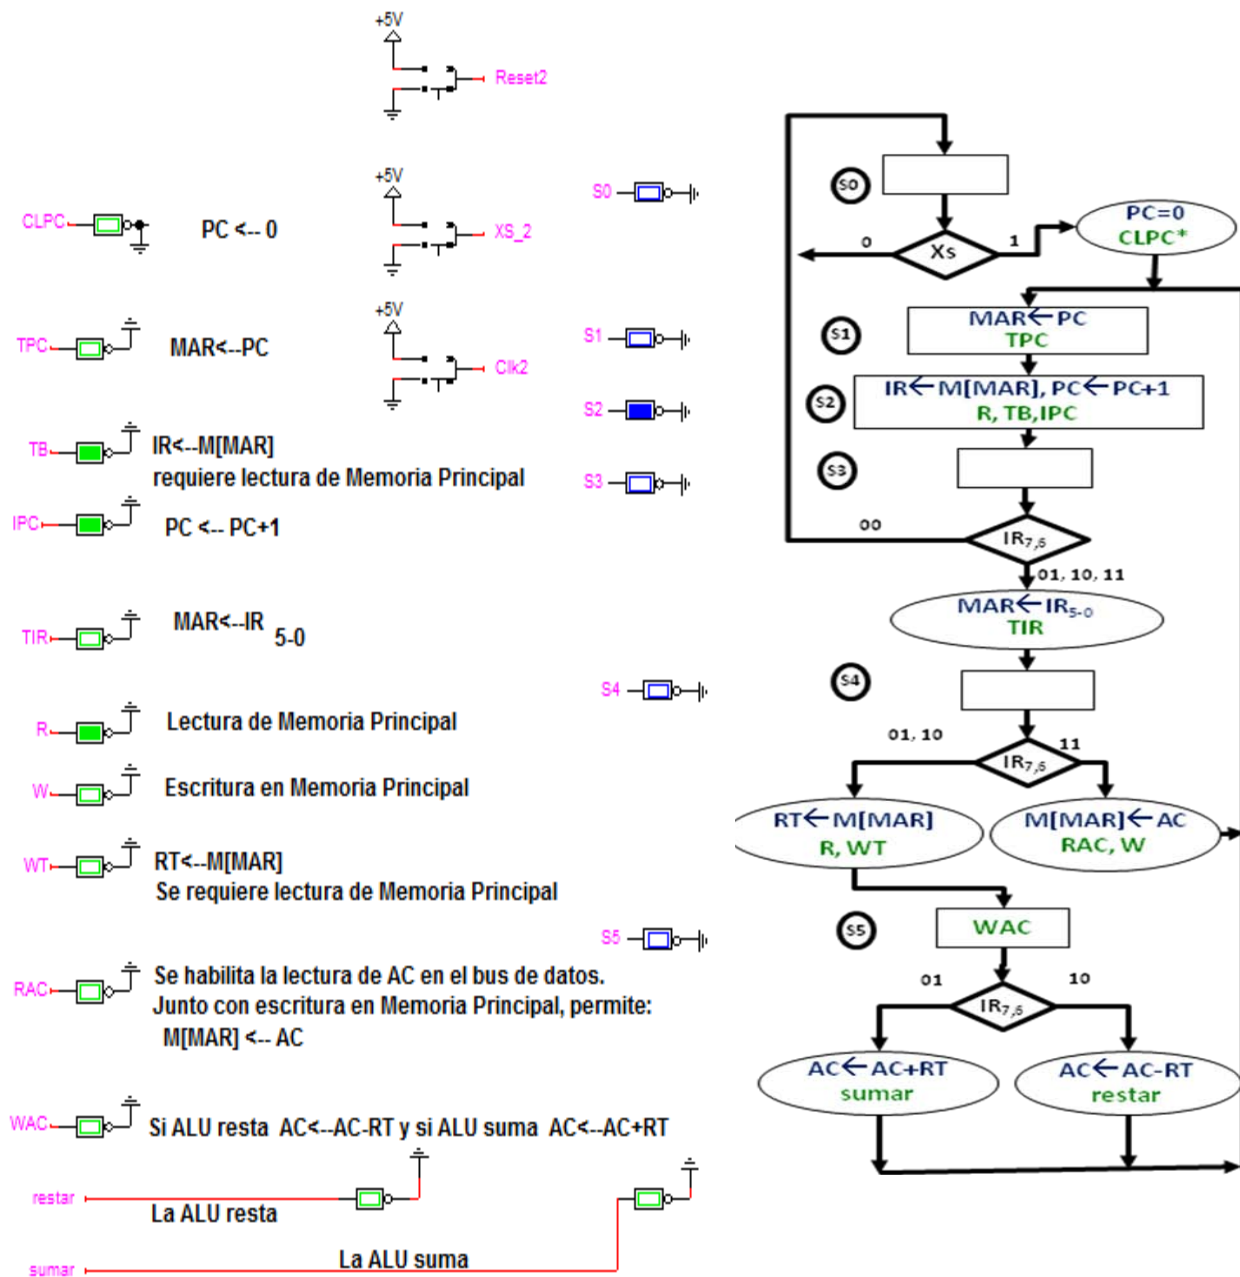 +5V
Reset2
+5V
XS_2
+5V
Clk2
CLPC
PC <-- 0
TPC
MAR<--PC
TB
IR<--M[MAR]
requiere lectura de Memoria Principal
IPC
PC <-- PC+1
TIR
MAR<--IR
5-0
R
Lectura de Memoria Principal
W
Escritura en Memoria Principal
WT
RT<--M[MAR]
Se requiere lectura de Memoria Principal
RAC
Se habilita la lectura de AC en el bus de datos.
Junto con escritura en Memoria Principal, permite:
M[MAR] <-- AC
WAC
Si ALU resta AC<--AC-RT y si ALU suma AC<--AC+RT
restar
La ALU resta
sumar
La ALU suma
S0
S1
S2
S3
S4
S5
S0
Xs
0
1
PC=0
CLPC*
S1
MAR←PC
TPC
S2
IR←M[MAR], PC←PC+1
R, TB,IPC
S3
00
IR7,6
01, 10, 11
MAR←IR5-0
TIR
S4
01, 10
11
IR7,6
RT←M[MAR]
R, WT
M[MAR]←AC
RAC, W
S5
WAC
01
10
IR7,6
AC←AC+RT
sumar
AC←AC-RT
restar